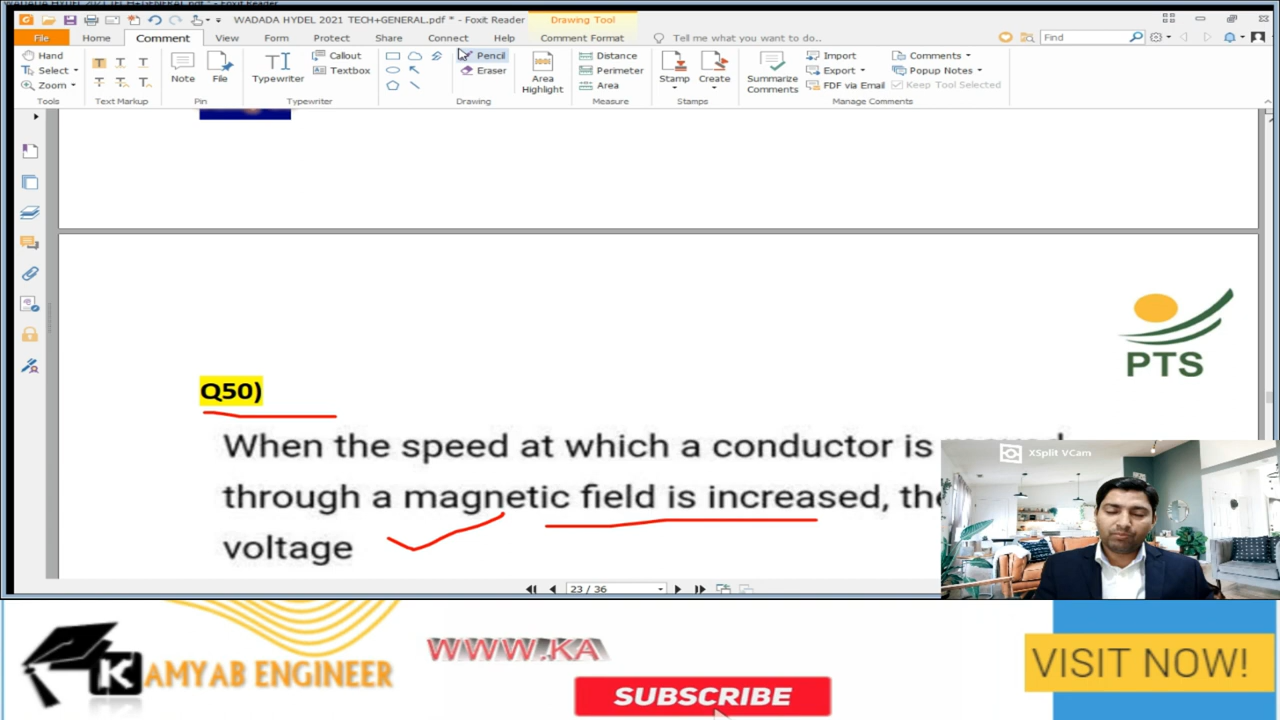 WADADA HYDEL 2021 TECH+GENERAL.pdf * - Foxit Reader
Drawing Tool
File Home Comment View Form Protect Share Connect Help Comment Format Tell me what you want to do.. Find
Hand
Select
Zoom
Tools
T T T
T T T
Text Markup
Note File
Pin
Typewriter
Callout
Textbox
Typewriter
Pencil
Eraser
Drawing
Area Highlight
Distance
Perimeter
Area
Measure
Stamp Create
Stamps
Summarize Comments
Import
Export
FDF via Email
Comments
Popup Notes
Keep Tool Selected
Manage Comments
PTS
Q50)
When the speed at which a conductor is
through a magnetic field is increased, the
voltage
XSplit VCam
23 / 36
KAMYAB ENGINEER
WWW.KA
SUBSCRIBE
VISIT NOW!